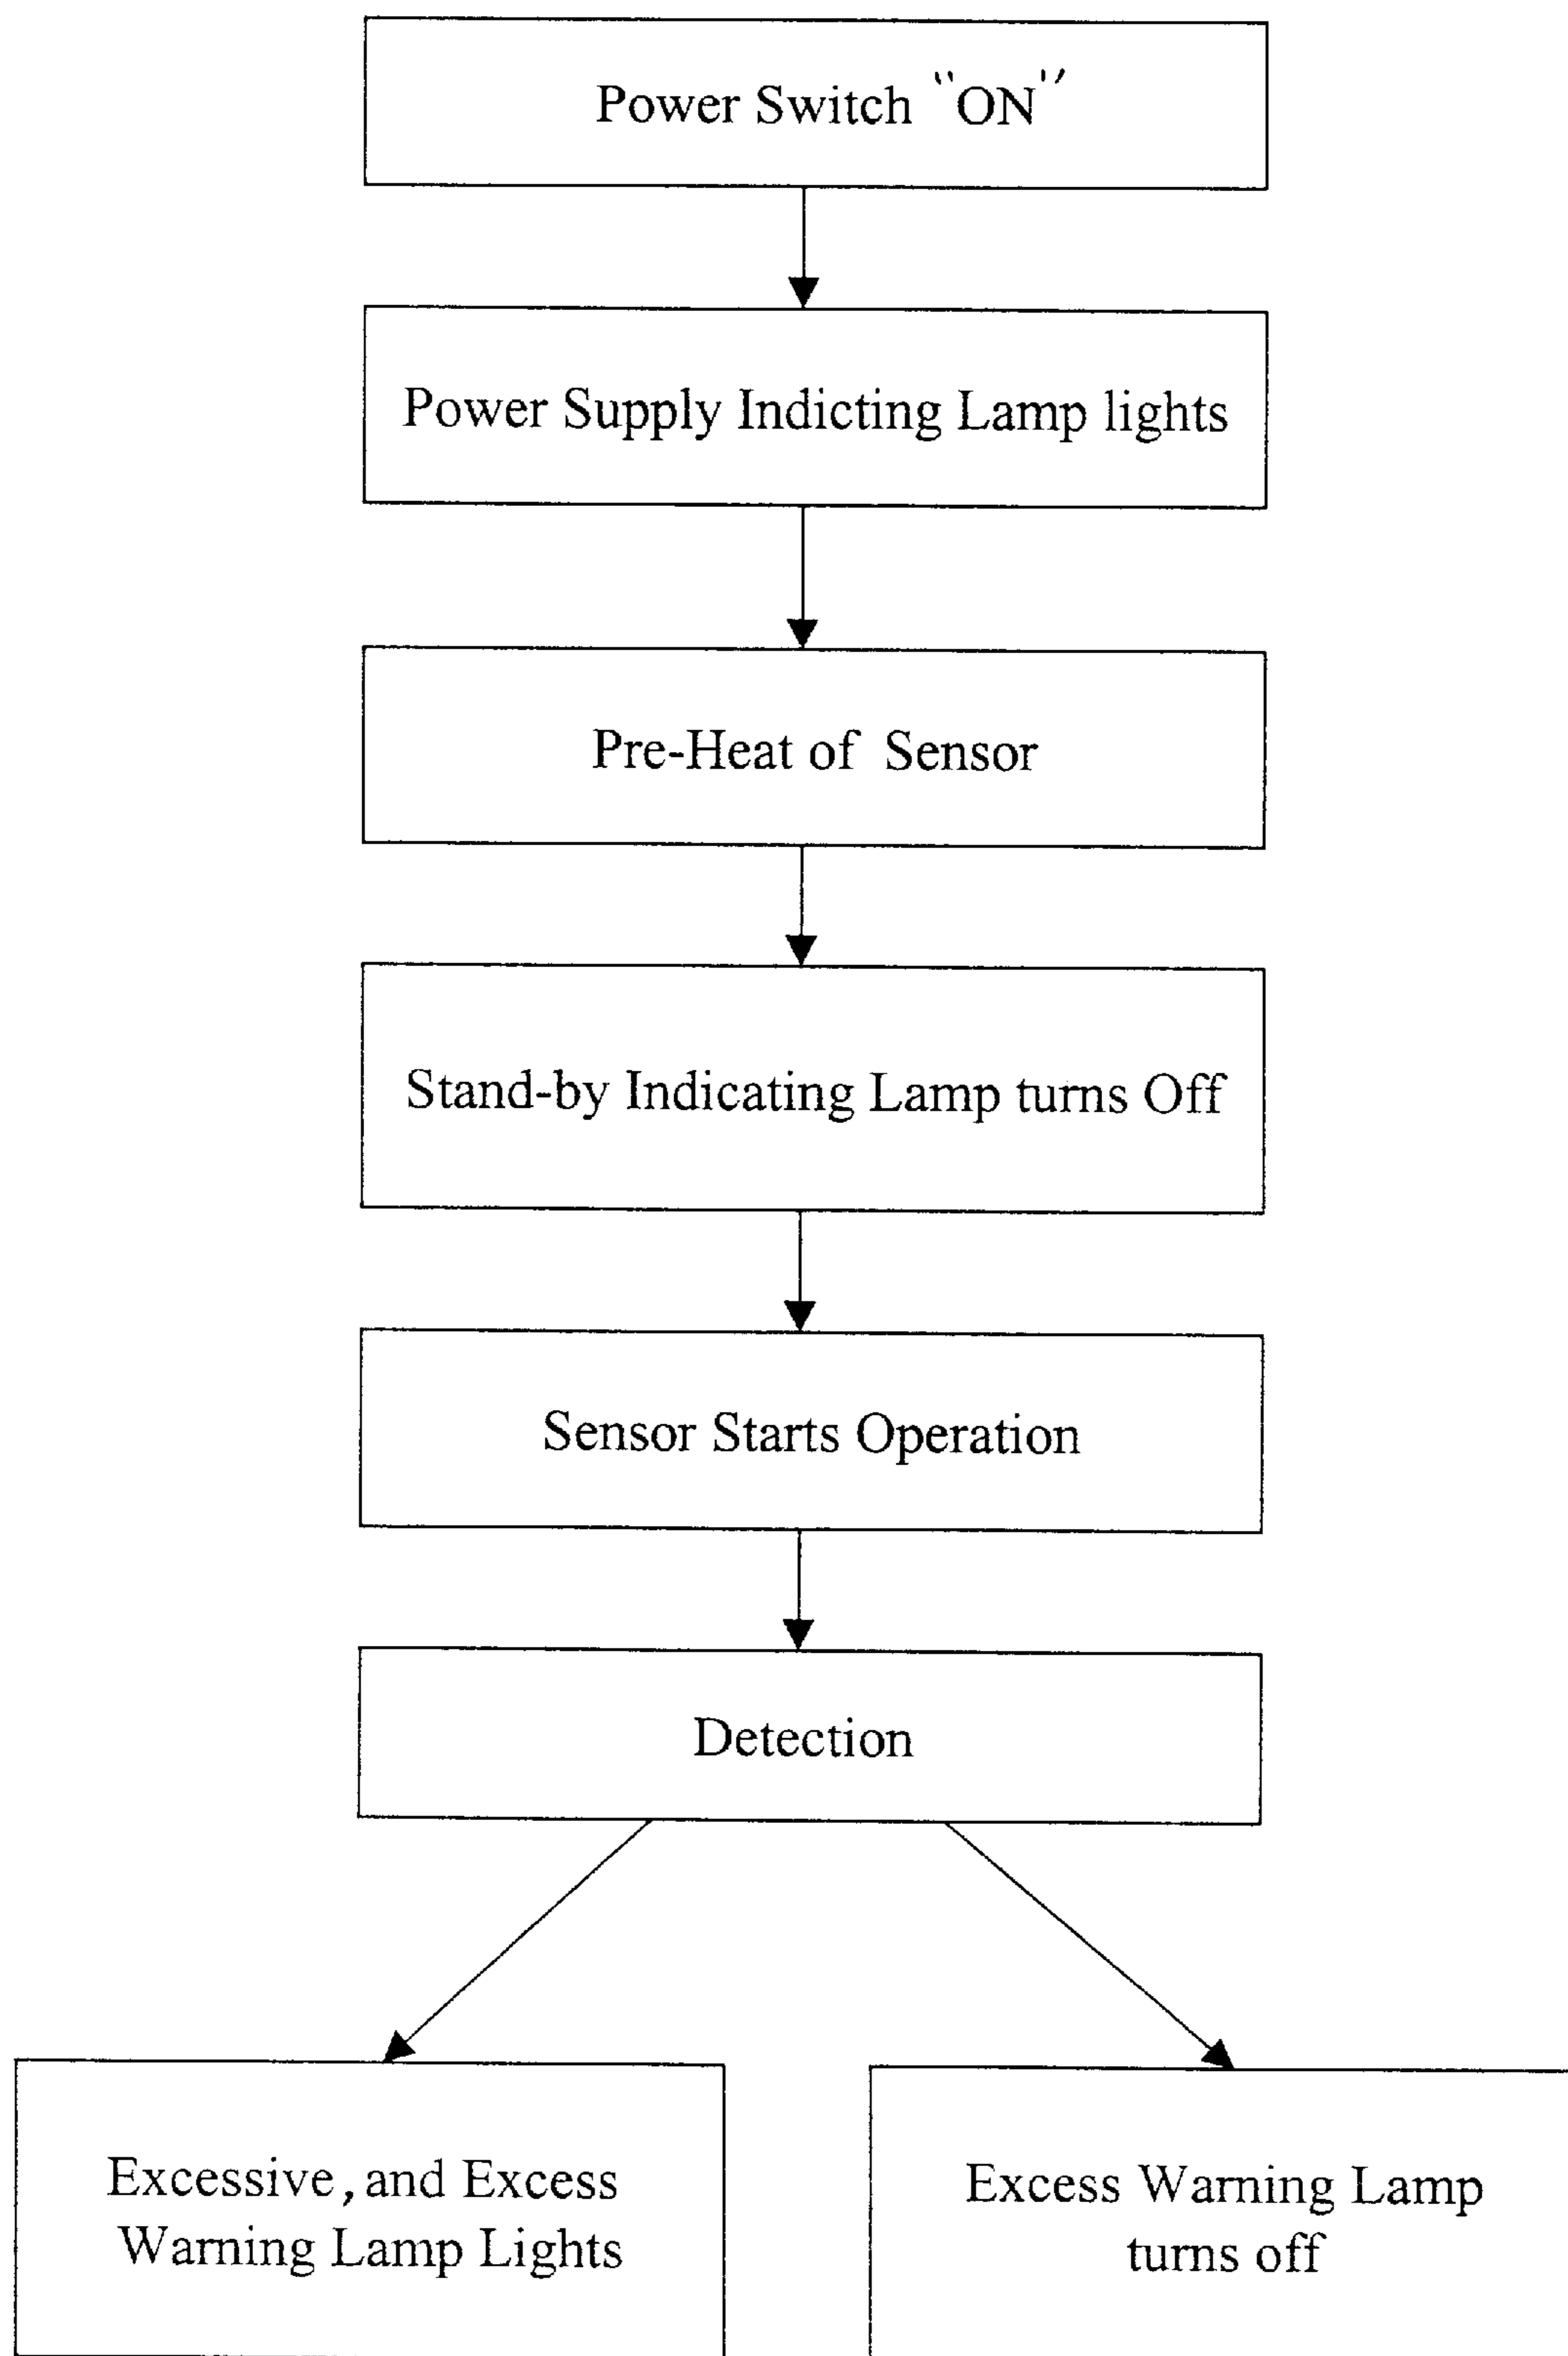 Power Switch "ON"
Power Supply Indicting Lamp lights
Pre-Heat of Sensor
Stand-by Indicating Lamp turns Off
Sensor Starts Operation
Detection
Excessive, and Excess
Warning Lamp Lights
Excess Warning Lamp
turns off